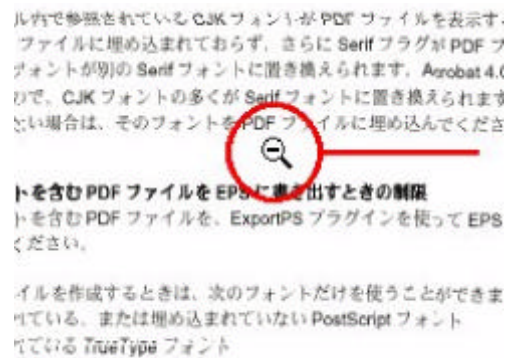 ル内で参照されている CJK フォントが PDF ファイルを表示す
ファイルに埋め込まれておらず、さらに Serif フラグが PDF フ
フォントが別の Serif フォントに置き換えられます。Acrobat 4.0
ので、CJK フォントの多くが Serif フォントに置き換えられます
ない場合は、そのフォントを PDF ファイルに埋め込んでくださ
トを含む PDF ファイルを EPS に書き出すときの制限
トを含む PDF ファイルを、ExportPS プラグインを使って EPS
ください。
イルを作成するときは、次のフォントだけを使うことができま
れている、または埋め込まれていない PostScript フォント
れている TrueType フォント